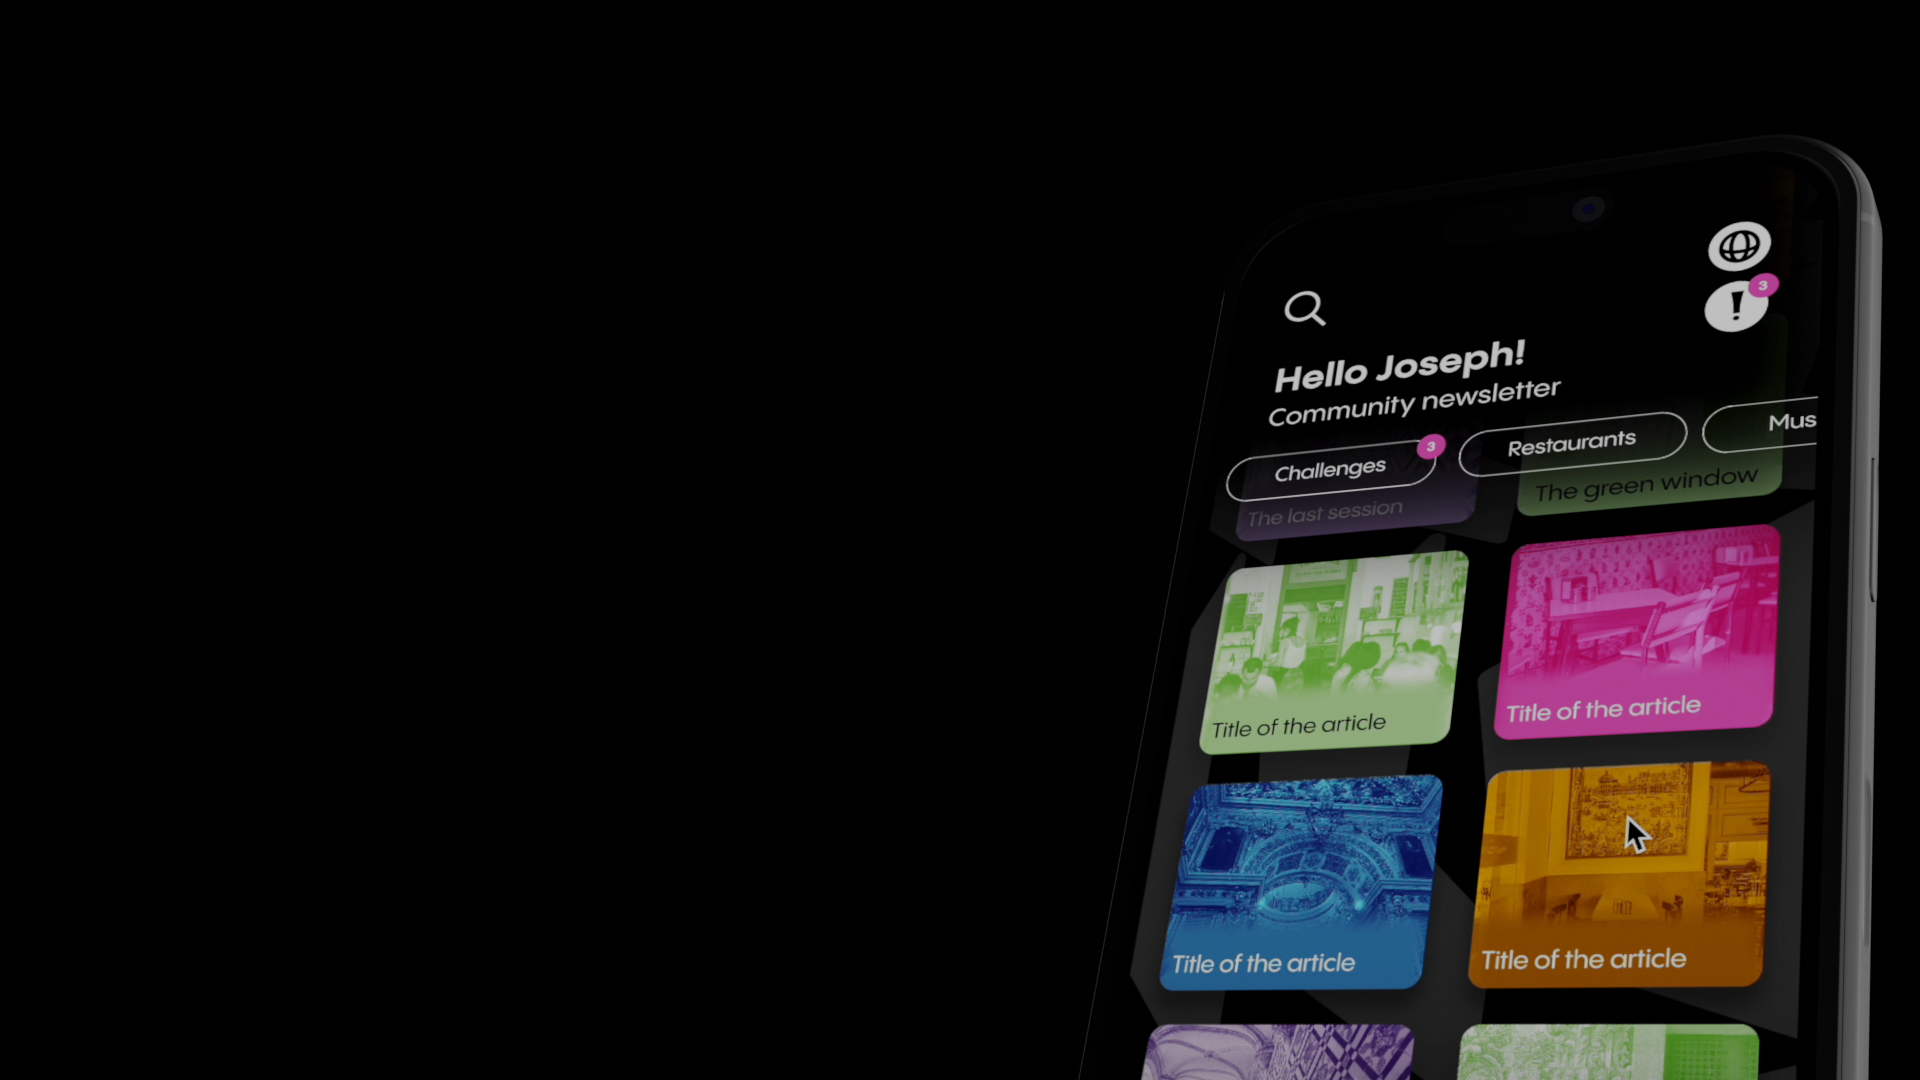 3
Hello Joseph!
Community newsletter
Challenges
3
Restaurants
Mus
The last session
The green window
Title of the article
Title of the article
Title of the article
Title of the article